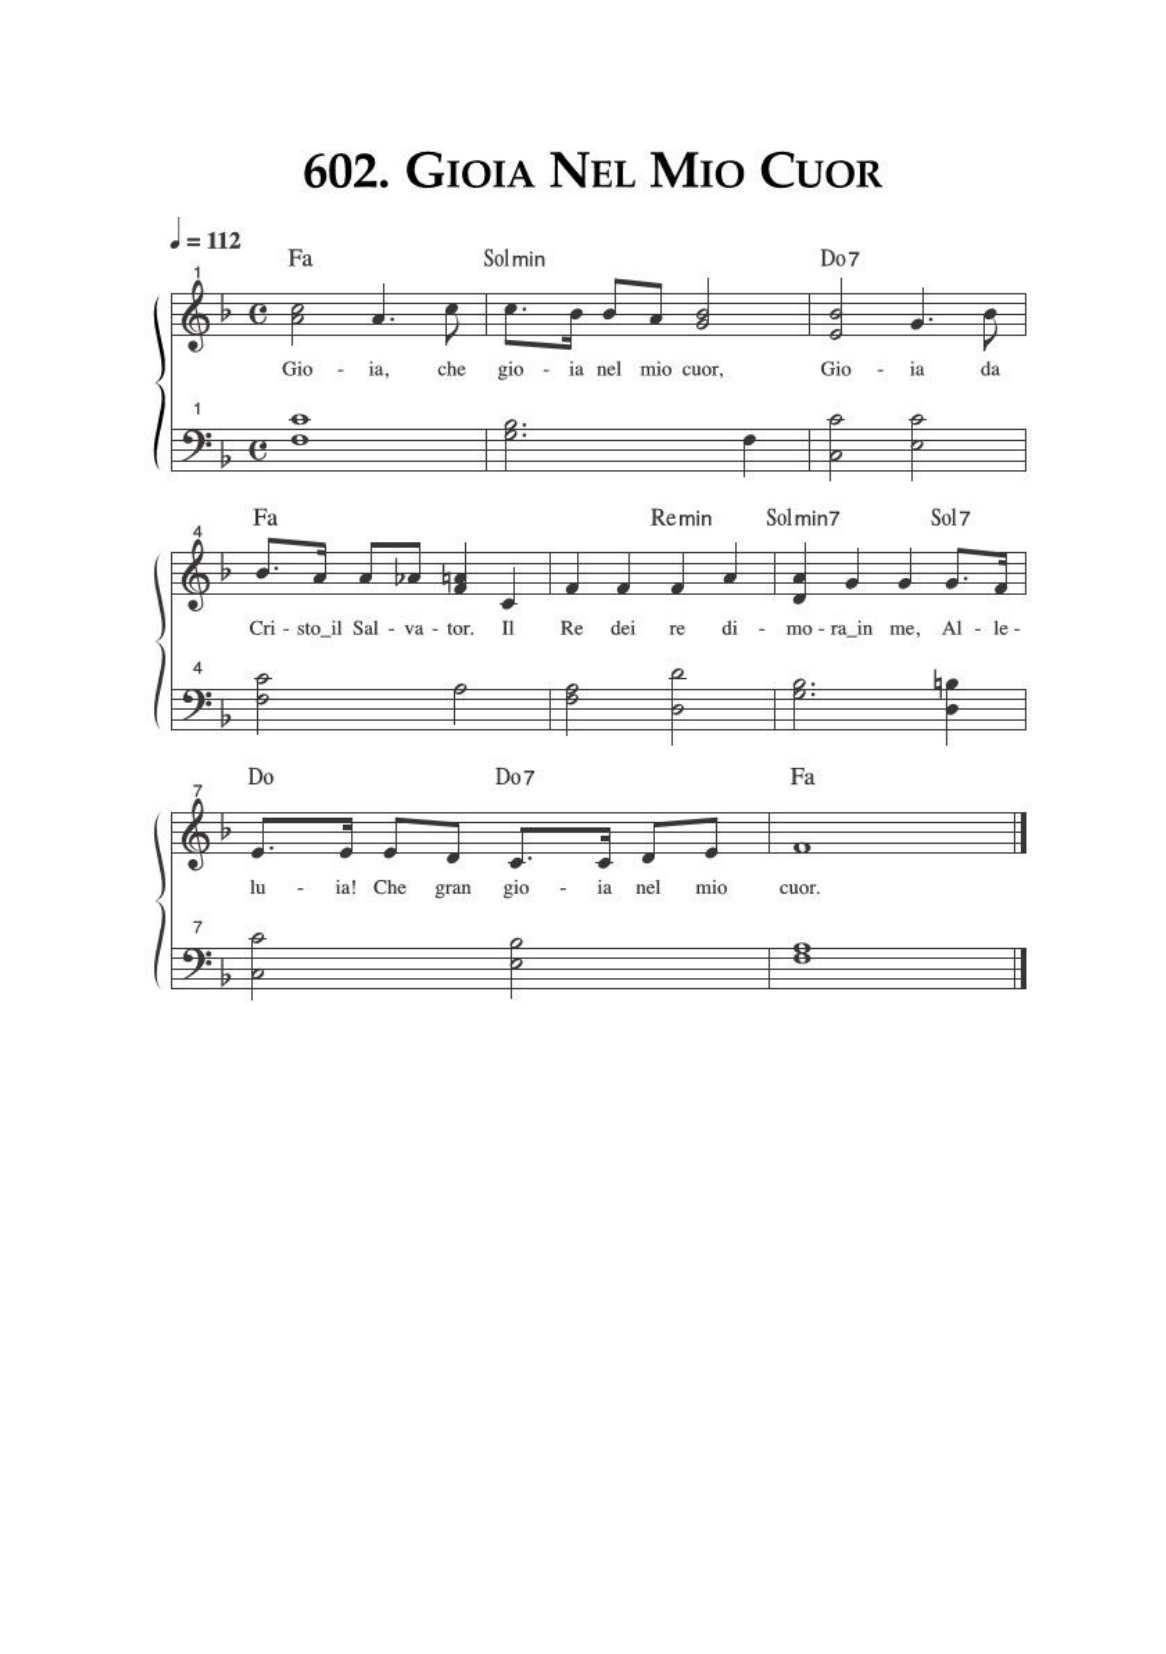 602. Gioia Nel Mio Cuor
♩ = 112
Fa Solmin Do7
1
Gio - ia, che gio - ia nel mio cuor, Gio - ia da
1
Fa Remin Solmin7 Sol7
4
Cri - sto_il Sal - va - tor. Il Re dei re di - mo - ra_in me, Al - le -
4
Do Do7 Fa
7
lu - ia! Che gran gio - ia nel mio cuor.
7